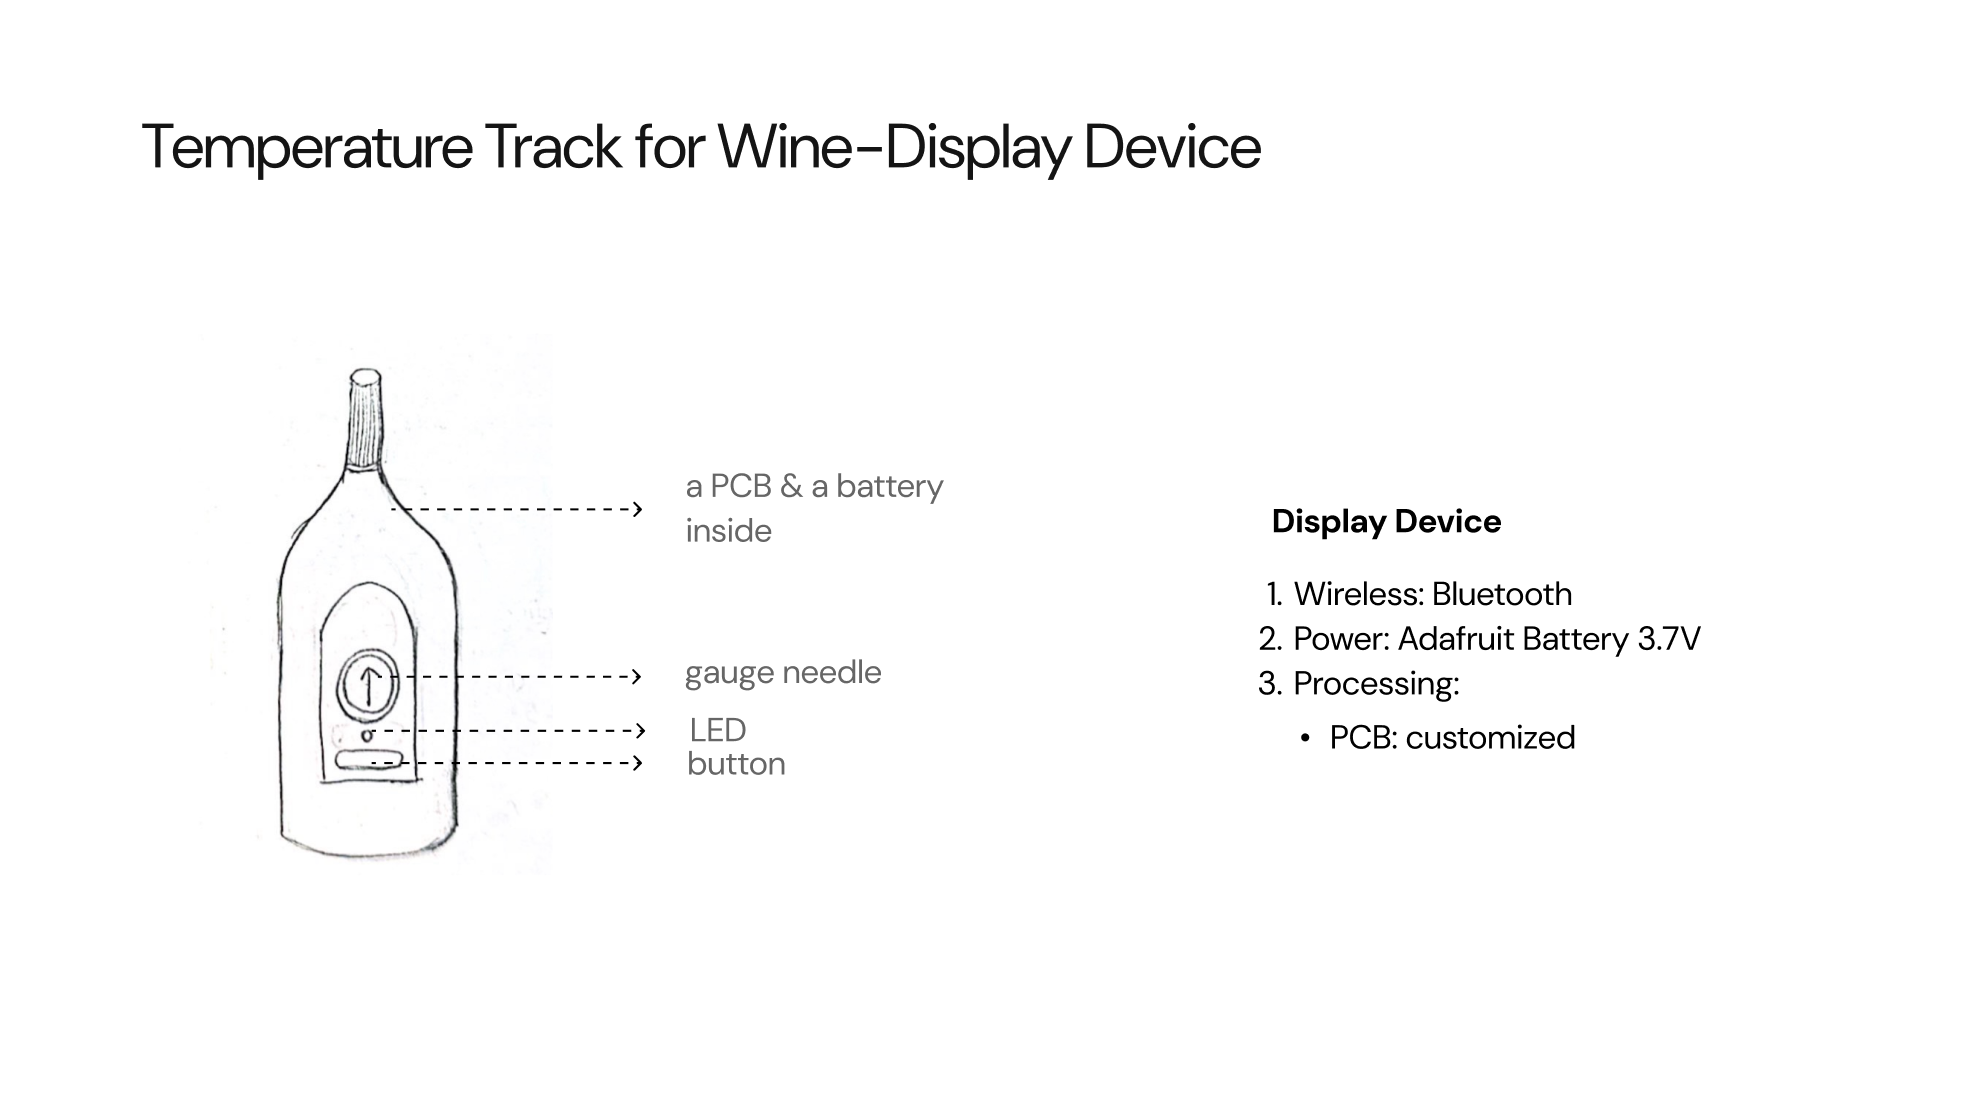 Temperature Track for Wine-Display Device
a PCB & a battery
inside
gauge needle
LED
button
Display Device
1. Wireless: Bluetooth
2. Power: Adafruit Battery 3.7V
3. Processing:
• PCB: customized